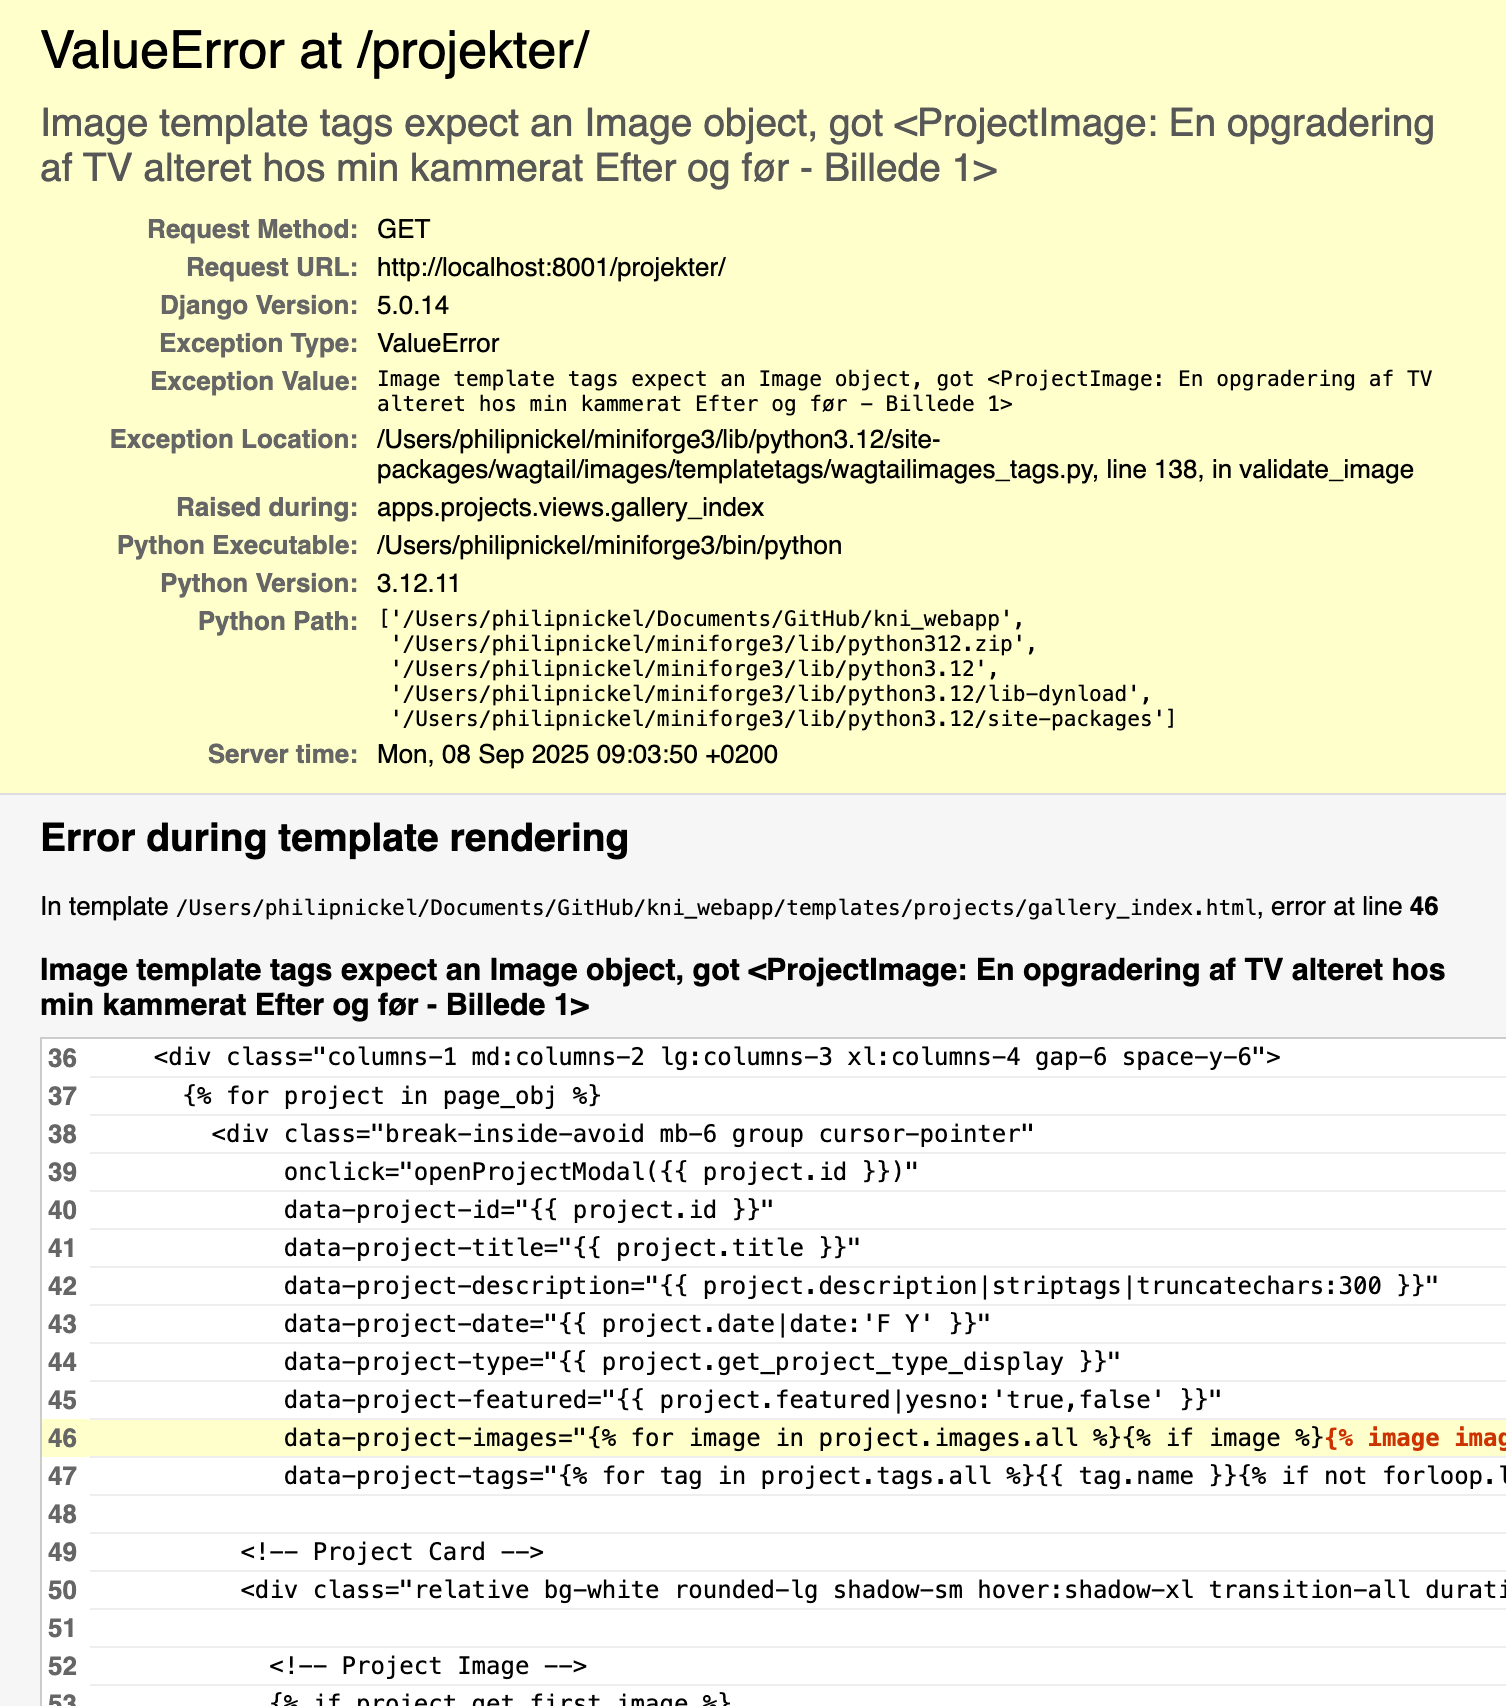 ValueError at /projekter/
Image template tags expect an Image object, got <ProjectImage: En opgradering
af TV alteret hos min kammerat Efter og før - Billede 1>
Request Method: GET
Request URL: http://localhost:8001/projekter/
Django Version: 5.0.14
Exception Type: ValueError
Exception Value: Image template tags expect an Image object, got <ProjectImage: En opgradering af TV
alteret hos min kammerat Efter og før - Billede 1>
Exception Location: /Users/philipnickel/miniforge3/lib/python3.12/site-
packages/wagtail/images/templatetags/wagtailimages_tags.py, line 138, in validate_image
Raised during: apps.projects.views.gallery_index
Python Executable: /Users/philipnickel/miniforge3/bin/python
Python Version: 3.12.11
Python Path: ['/Users/philipnickel/Documents/GitHub/kni_webapp',
'/Users/philipnickel/miniforge3/lib/python312.zip',
'/Users/philipnickel/miniforge3/lib/python3.12',
'/Users/philipnickel/miniforge3/lib/python3.12/lib-dynload',
'/Users/philipnickel/miniforge3/lib/python3.12/site-packages']
Server time: Mon, 08 Sep 2025 09:03:50 +0200
Error during template rendering
In template /Users/philipnickel/Documents/GitHub/kni_webapp/templates/projects/gallery_index.html, error at line 46
Image template tags expect an Image object, got <ProjectImage: En opgradering af TV alteret hos
min kammerat Efter og før - Billede 1>
36 <div class="columns-1 md:columns-2 lg:columns-3 xl:columns-4 gap-6 space-y-6">
37 {% for project in page_obj %}
38 <div class="break-inside-avoid mb-6 group cursor-pointer"
39 onclick="openProjectModal({{ project.id }})"
40 data-project-id="{{ project.id }}"
41 data-project-title="{{ project.title }}"
42 data-project-description="{{ project.description|striptags|truncatechars:300 }}"
43 data-project-date="{{ project.date|date:'F Y' }}"
44 data-project-type="{{ project.get_project_type_display }}"
45 data-project-featured="{{ project.featured|yesno:'true,false' }}"
46 data-project-images="{% for image in project.images.all %}{% if image %}{% image imag
47 data-project-tags="{% for tag in project.tags.all %}{{ tag.name }}{% if not forloop.l
48
49 <!-- Project Card -->
50 <div class="relative bg-white rounded-lg shadow-sm hover:shadow-xl transition-all durati
51
52 <!-- Project Image -->
53 {% if project.get_first_image %}